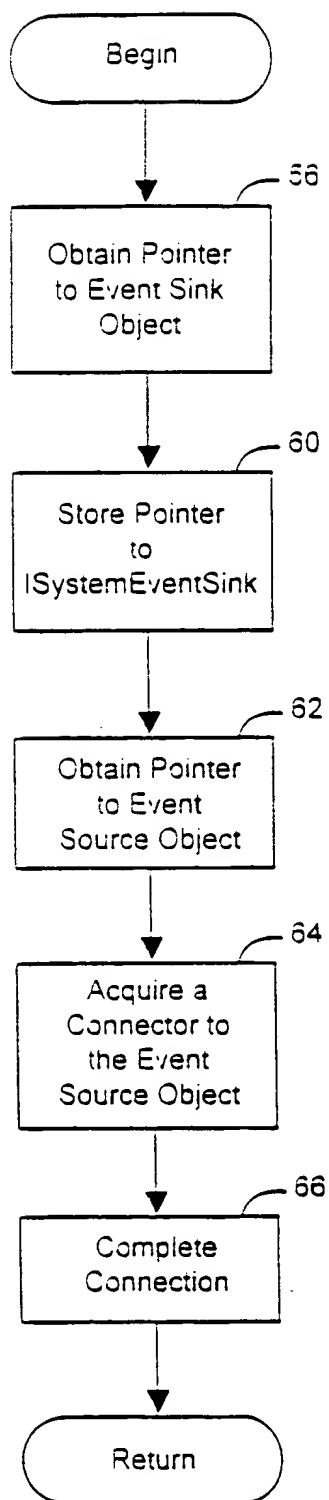 Begin
56
Obtain Pointer
to Event Sink
Object
60
Store Pointer
to
ISystemEventSink
62
Obtain Pointer
to Event
Source Object
64
Acquire a
Connector to
the Event
Source Object
66
Complete
Connection
Return